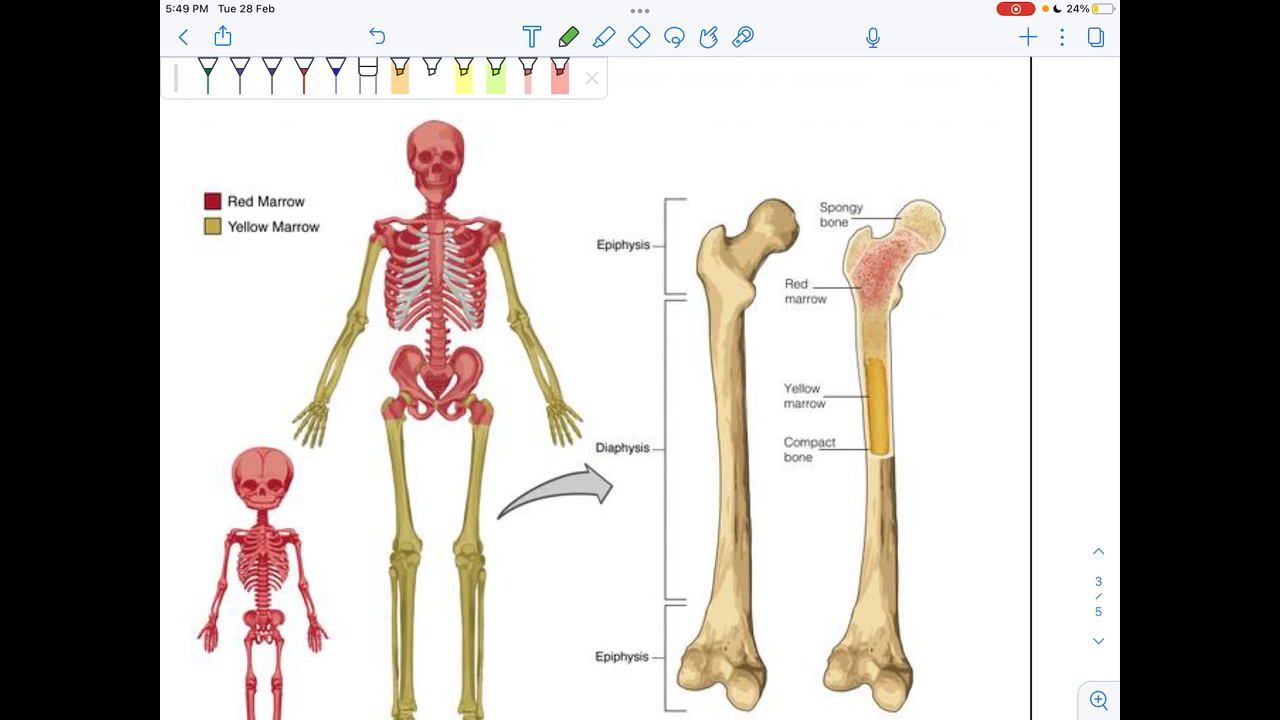 5:49 PM Tue 28 Feb
24%
T
Red Marrow
Yellow Marrow
Epiphysis
Spongy
bone
Red
marrow
Yellow
marrow
Diaphysis
Compact
bone
Epiphysis
3
/
5